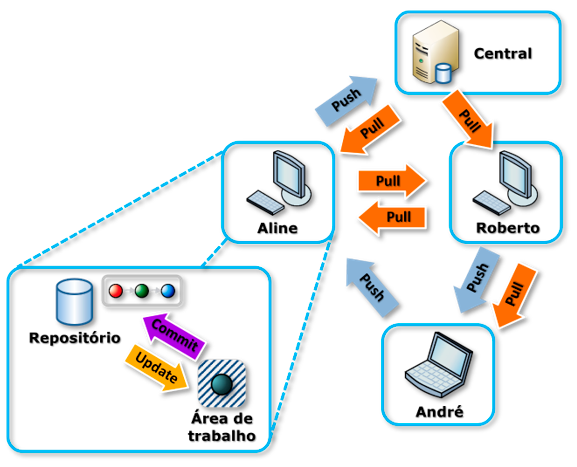 Central
Push
Pull
Pull
Pull
Pull
Aline
Roberto
Push
Push
Pull
Repositório
Commit
Update
Área de
trabalho
André